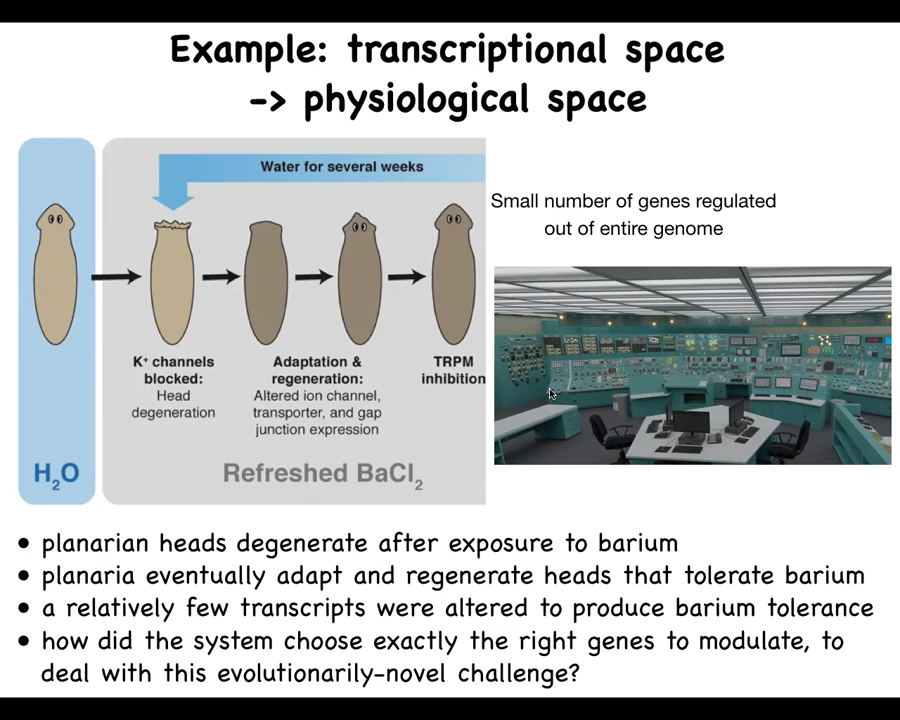 Example: transcriptional space
-> physiological space
Water for several weeks
K⁺ channels
blocked:
Head
degeneration
Adaptation &
regeneration:
Altered ion channel,
transporter, and gap
junction expression
TRPM
inhibition
H₂O
Refreshed BaCl₂
Small number of genes regulated
out of entire genome
• planarian heads degenerate after exposure to barium
• planaria eventually adapt and regenerate heads that tolerate barium
• a relatively few transcripts were altered to produce barium tolerance
• how did the system choose exactly the right genes to modulate, to
deal with this evolutionarily-novel challenge?